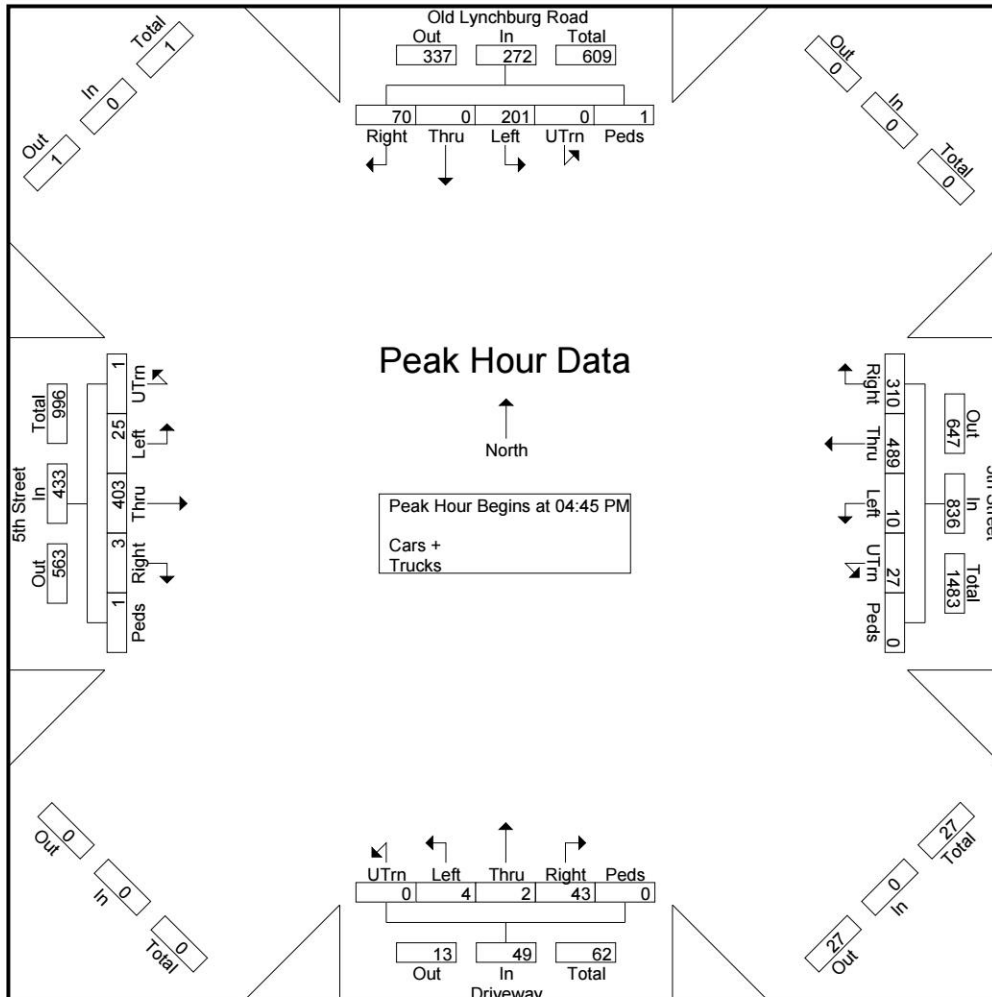 Old Lynchburg Road
Out In Total
337 272 609
70 0 201 0 1
Right Thru Left UTrn Peds
Total
1
In
0
Out
1
Out
0
In
0
Total
0
Peak Hour Data
North
Peak Hour Begins at 04:45 PM
Cars +
Trucks
5th Street
Total In Out
996 433 563
1 25 403 3 1
UTrn Left Thru Right Peds
Right Thru Left UTrn Peds
310 489 10 27 0
Out In Total
647 836 1483
5th Street
0
Out
0
In
0
Total
27
Total
0
In
27
Out
UTrn Left Thru Right Peds
0 4 2 43 0
13 49 62
Out In Total
Driveway